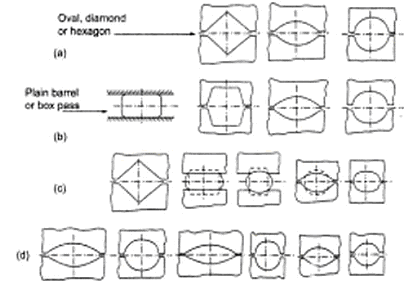 Oval, diamond
or hexagon
(a)
Plain barrel
or box pass
(b)
(c)
(d)